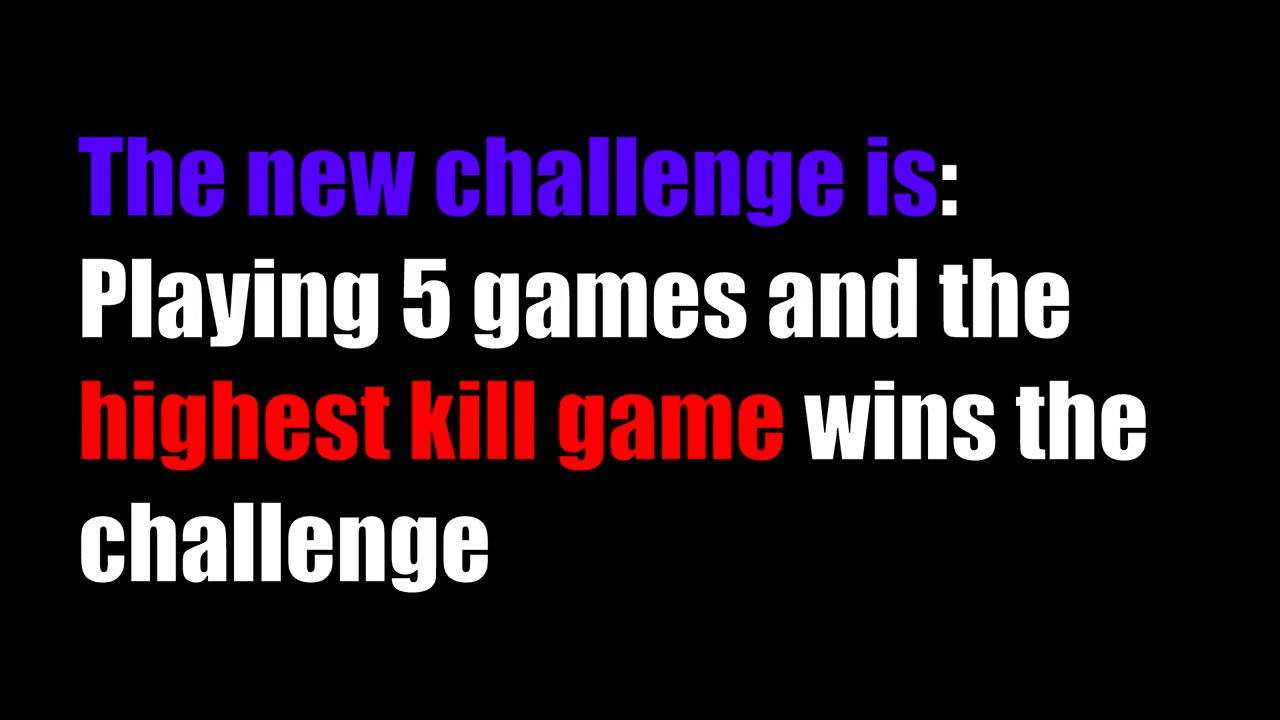 The new challenge is:
Playing 5 games and the
highest kill game wins the
challenge